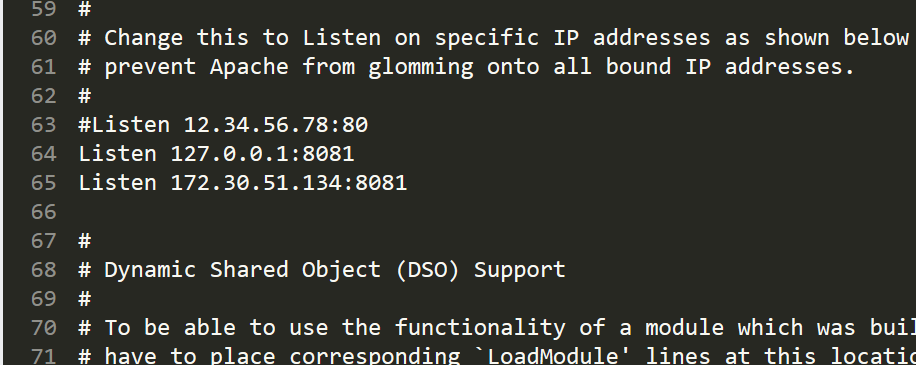 59 #
60 # Change this to Listen on specific IP addresses as shown below
61 # prevent Apache from glomming onto all bound IP addresses.
62 #
63 #Listen 12.34.56.78:80
64 Listen 127.0.0.1:8081
65 Listen 172.30.51.134:8081
66
67 #
68 # Dynamic Shared Object (DSO) Support
69 #
70 # To be able to use the functionality of a module which was buil
71 # have to place corresponding `LoadModule' lines at this locatio